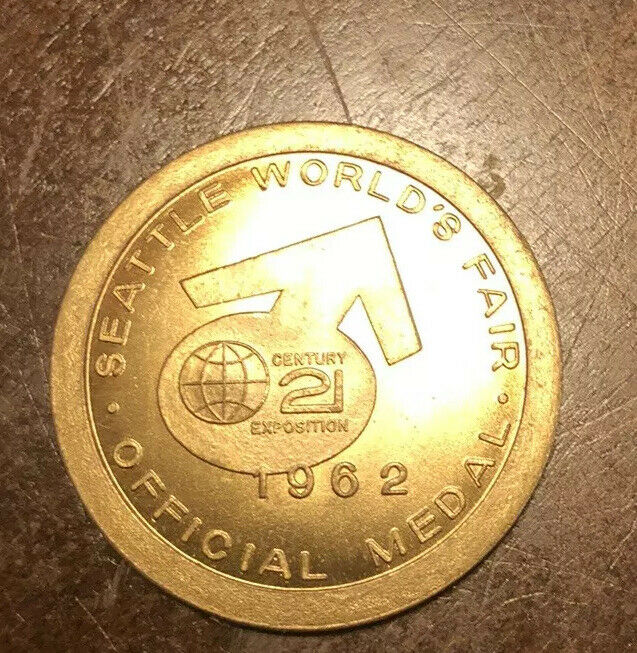 · SEATTLE WORLD'S FAIR ·
CENTURY
21
EXPOSITION
1962
OFFICIAL MEDAL